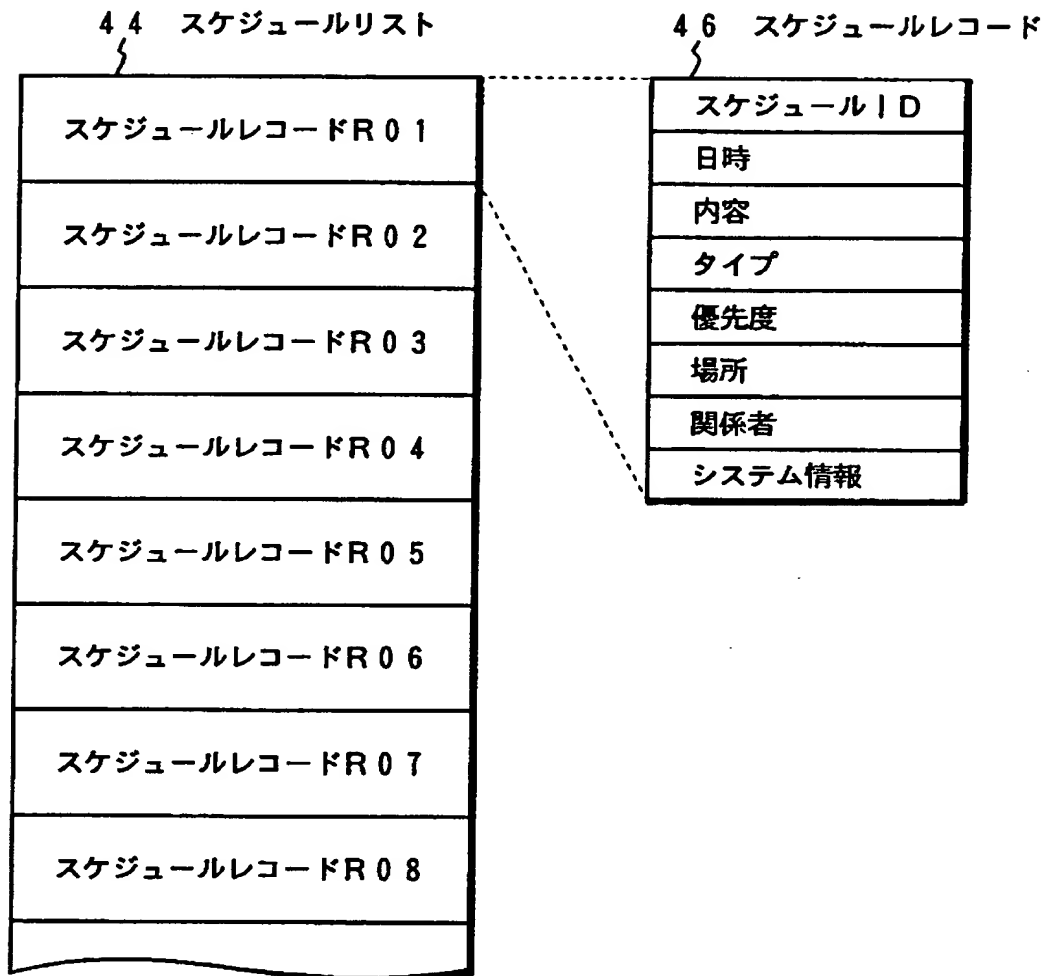 ４４ スケジュールリスト
スケジュールレコードＲ０１
スケジュールレコードＲ０２
スケジュールレコードＲ０３
スケジュールレコードＲ０４
スケジュールレコードＲ０５
スケジュールレコードＲ０６
スケジュールレコードＲ０７
スケジュールレコードＲ０８
４６ スケジュールレコード
スケジュールＩＤ
日時
内容
タイプ
優先度
場所
関係者
システム情報